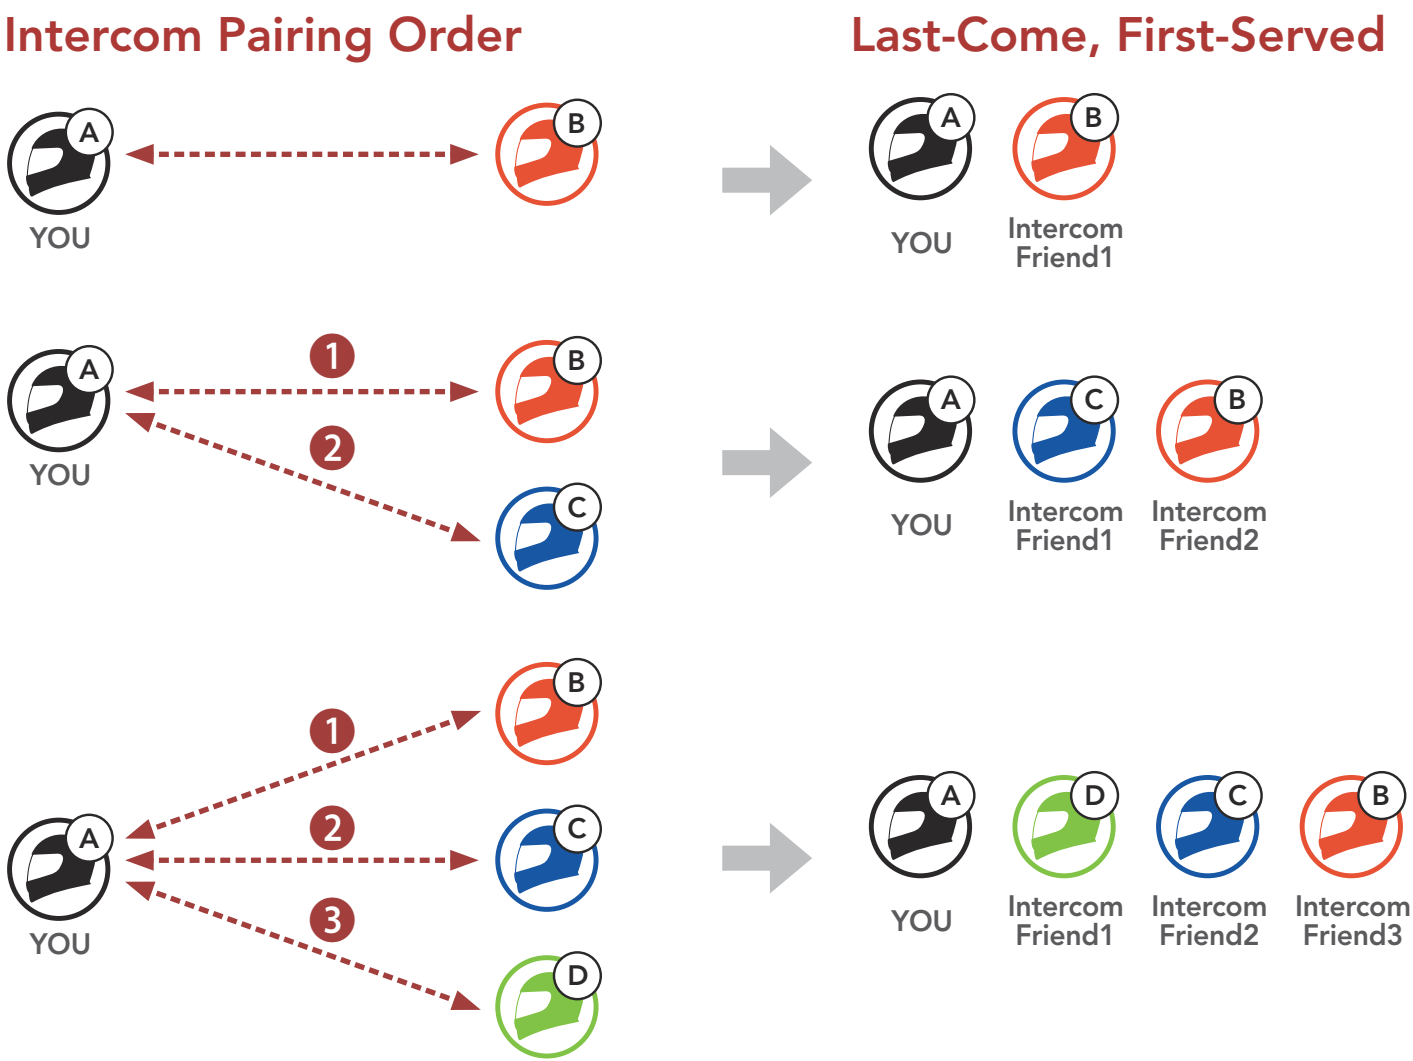 Intercom Pairing Order
Last-Come, First-Served
A
B
YOU
A
B
YOU
Intercom
Friend1
A
1
B
2
C
YOU
A
C
B
YOU
Intercom
Friend1
Intercom
Friend2
A
1
B
2
C
3
D
YOU
A
D
C
B
YOU
Intercom
Friend1
Intercom
Friend2
Intercom
Friend3